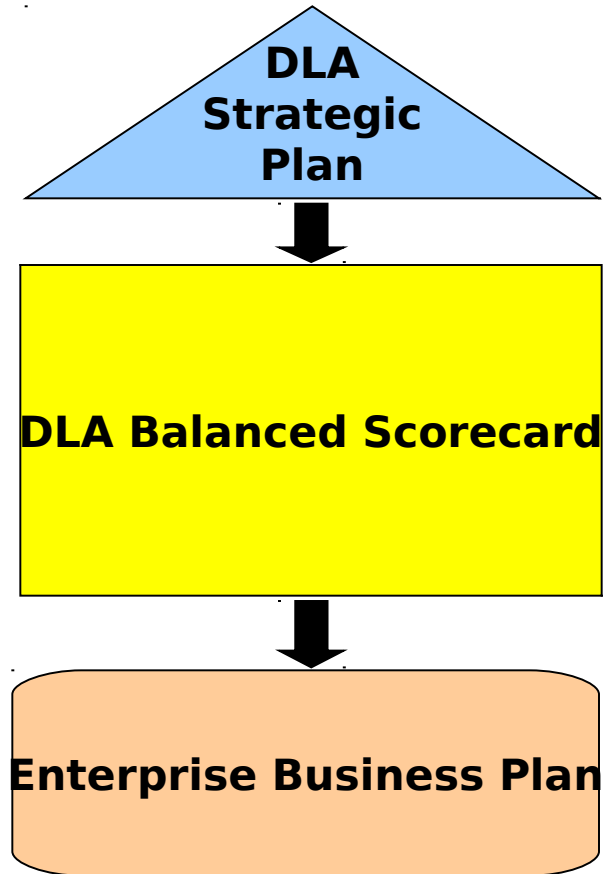 DLA
Strategic
Plan
DLA Balanced Scorecard
Enterprise Business Plan